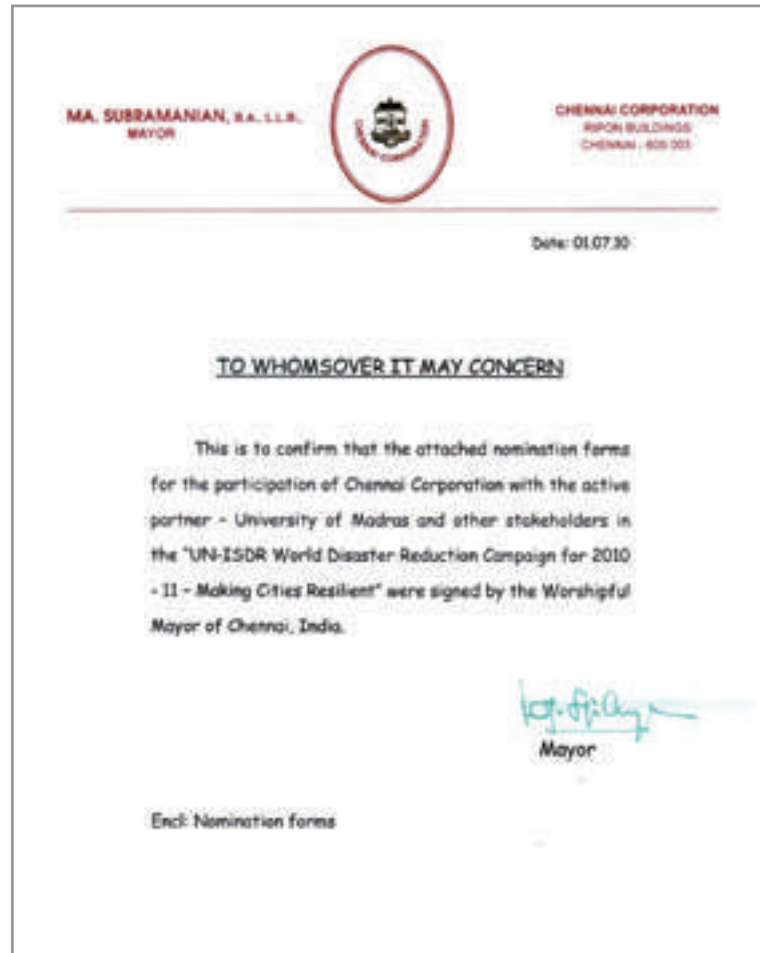 MA. SUBRAMANIAN, B.A., L.L.B.,
MAYOR
CHENNAI CORPORATION
CHENNAI CORPORATION
RIPON BUILDINGS
CHENNAI - 600 003
Date: 01.07.10
TO WHOMSOVER IT MAY CONCERN
This is to confirm that the attached nomination forms
for the participation of Chennai Corporation with the active
partner - University of Madras and other stakeholders in
the "UN-ISDR World Disaster Reduction Campaign for 2010
- 11 - Making Cities Resilient" were signed by the Worshipful
Mayor of Chennai, India.
Mayor
Encl: Nomination forms